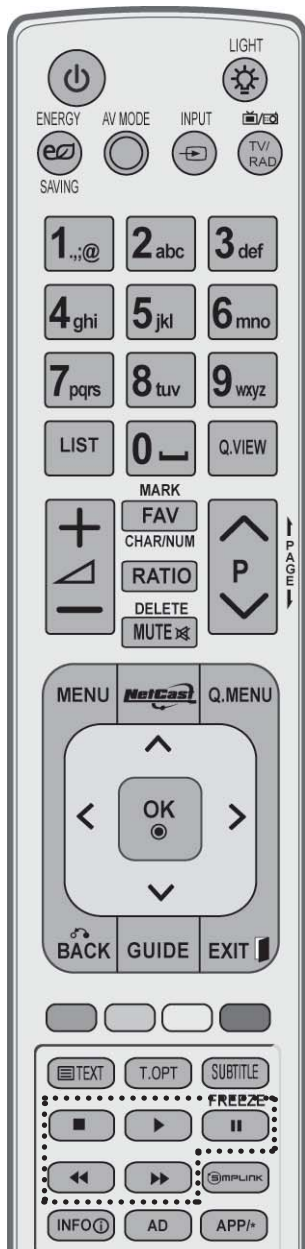 LIGHT
ENERGY AV MODE INPUT
TV/
RAD
SAVING
1.,;@ 2abc 3def
4ghi 5jkl 6mno
7pqrs 8tuv 9wxyz
LIST 0 Q.VIEW
MARK
FAV
CHAR/NUM
RATIO P PAGE
DELETE
MUTE
MENU NetCast Q.MENU
OK
BACK GUIDE EXIT
TEXT T.OPT SUBTITLE
FREEZE
SIMPLINK
INFO AD APP/*